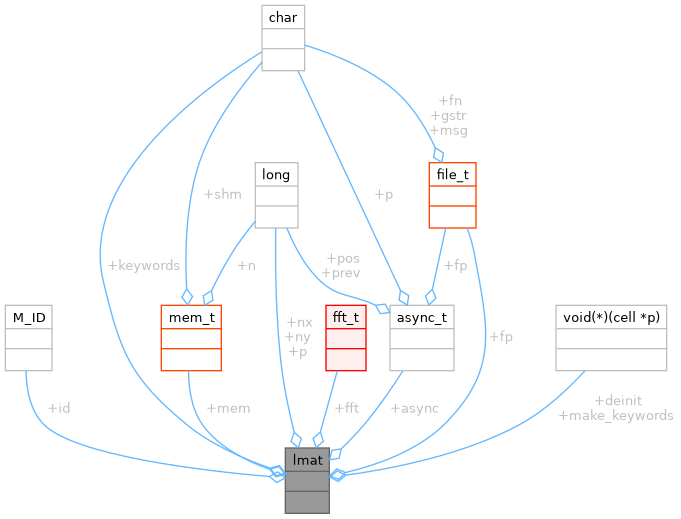 char
+fn
+gstr
+msg
long
file_t
+shm
+p
+keywords
+n
+pos
+prev
+fp
M_ID
mem_t
fft_t
async_t
void(*)(cell *p)
+nx
+ny
+p
+fp
+id
+mem
+fft
+async
+deinit
+make_keywords
lmat